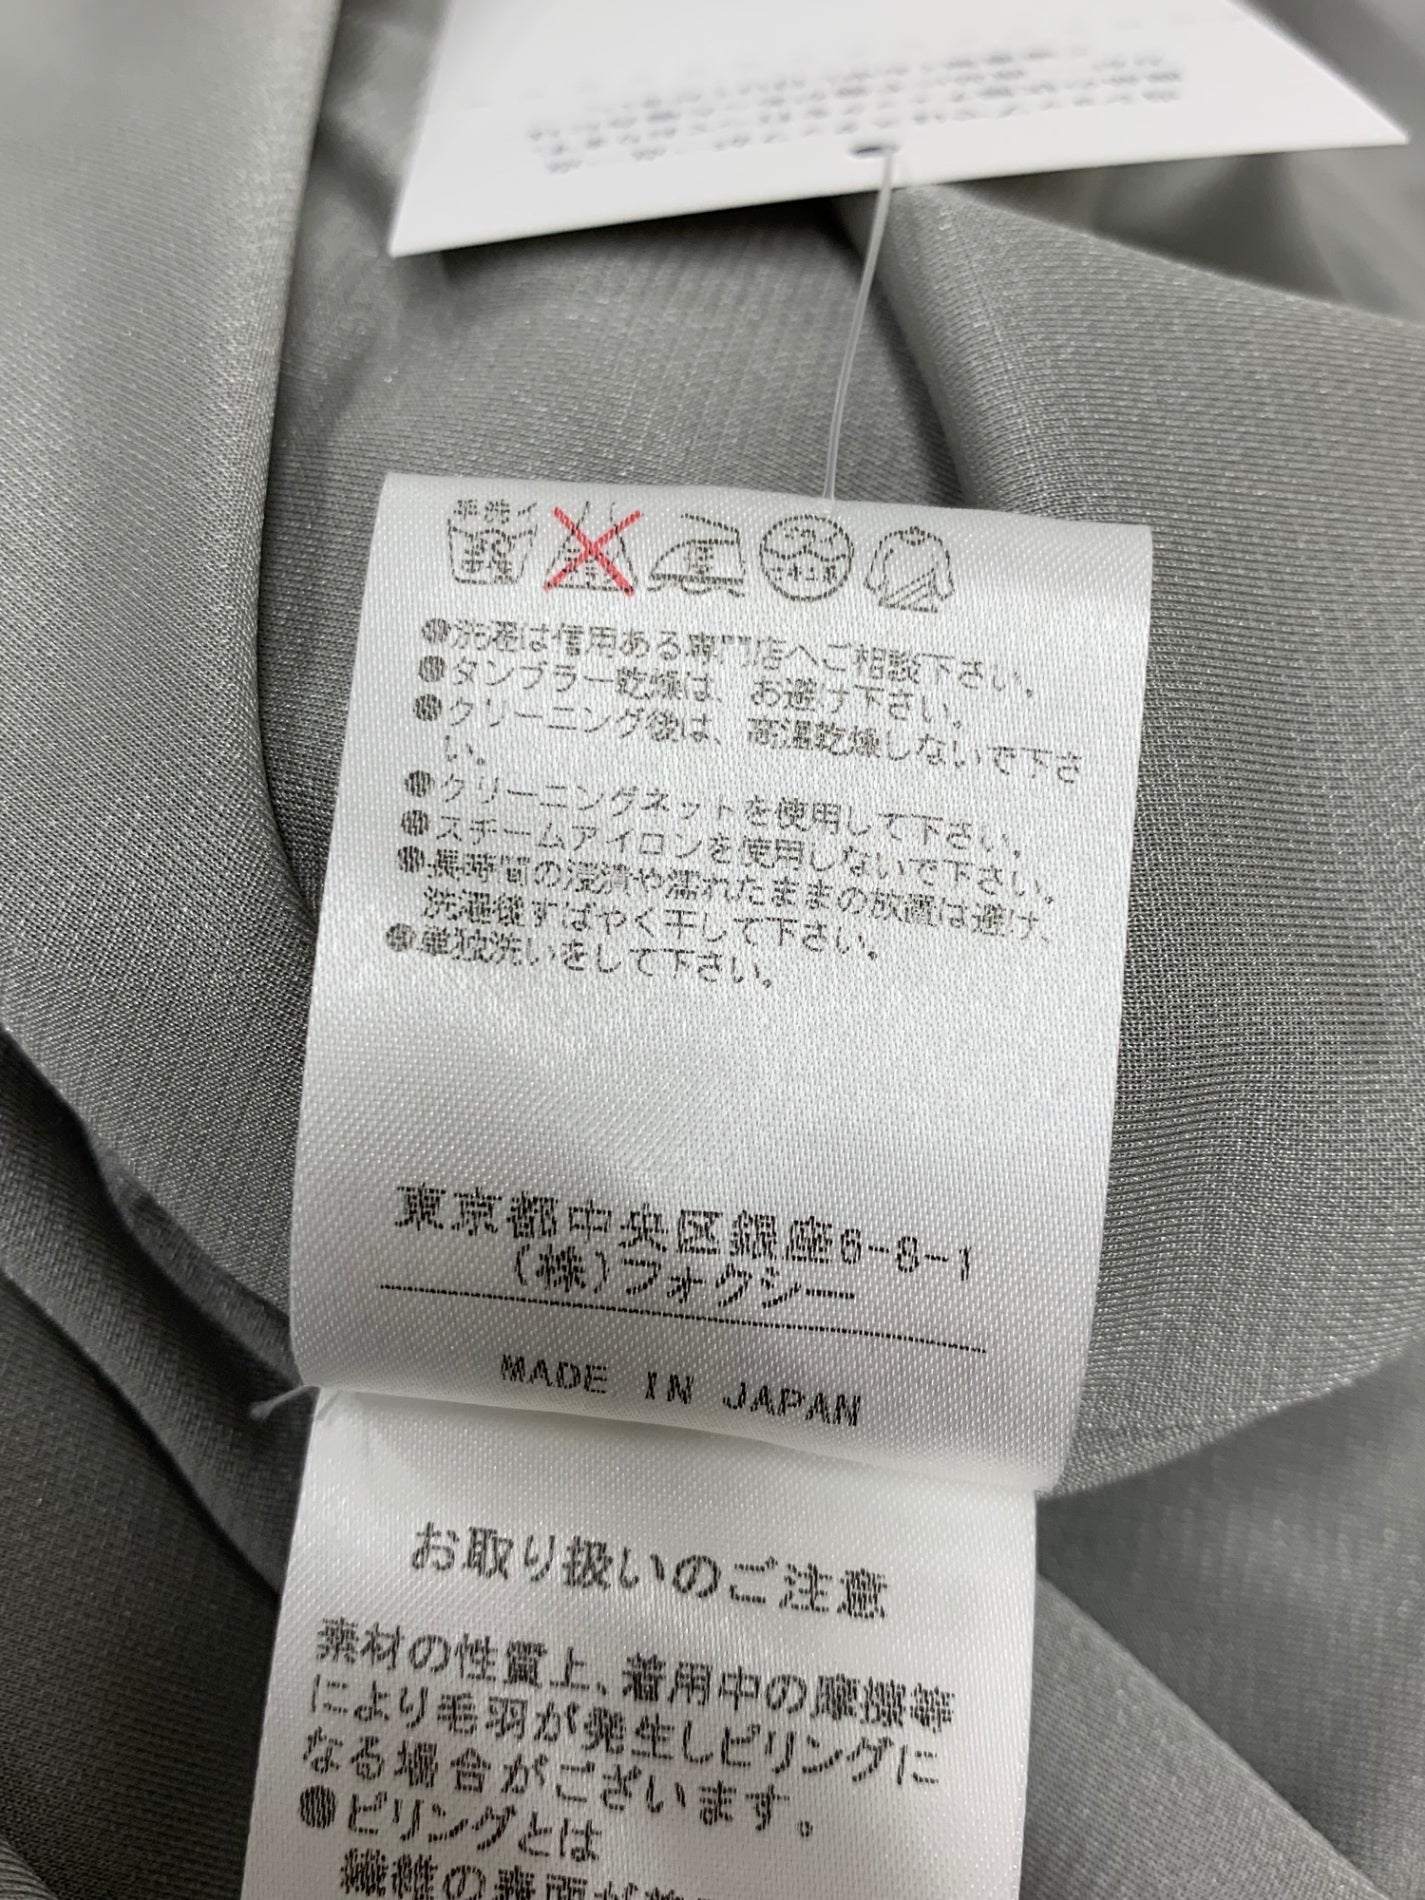 手洗イ
●洗濯は信用ある専門店へご相談下さい。
●タンブラー乾燥は、お避け下さい。
●クリーニング後は、高温乾燥しないで下さ
い。
●クリーニングネットを使用して下さい。
●スチームアイロンを使用しないで下さい。
●長時間の浸漬や濡れたままの放置は避け、
洗濯後すばやく干して下さい。
●単独洗いをして下さい。
東京都中央区銀座6-8-1
(株)フォクシー
MADE IN JAPAN
お取り扱いのご注意
素材の性質上、着用中の摩擦等
により毛羽が発生しピリングに
なる場合がございます。
●ピリングとは
繊維の表面が